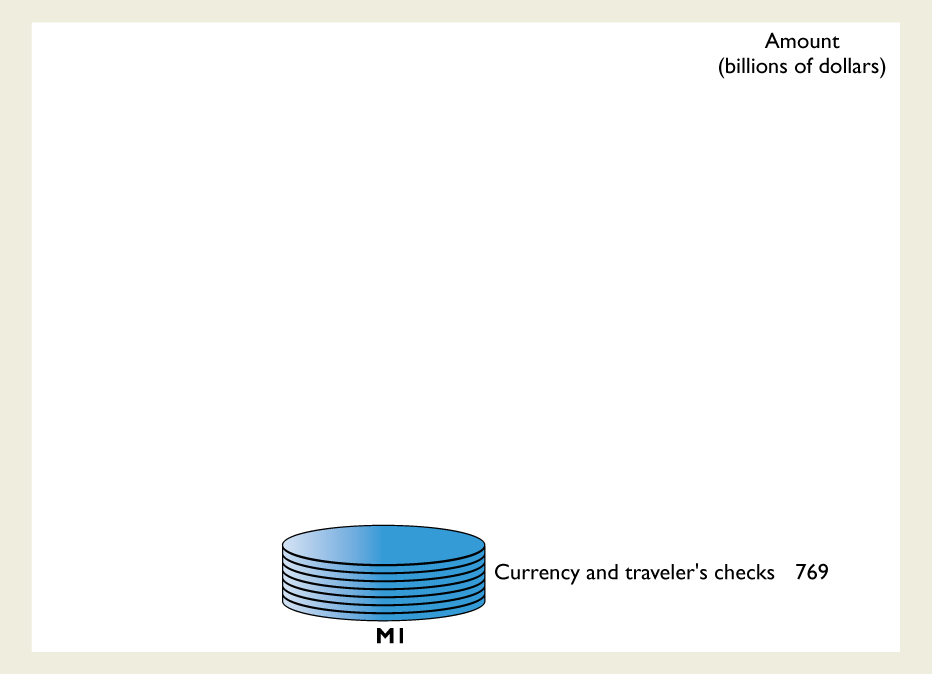 Amount
(billions of dollars)
Currency and traveler's checks 769
M1